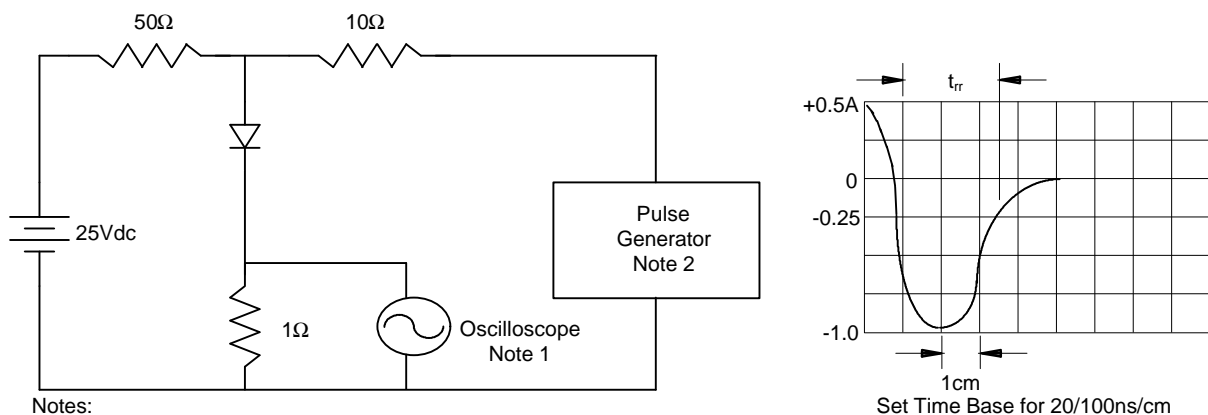 50Ω
10Ω
25Vdc
1Ω
Oscilloscope
Note 1
Pulse
Generator
Note 2
Notes:
trr
+0.5A
0
-0.25
-1.0
1cm
Set Time Base for 20/100ns/cm